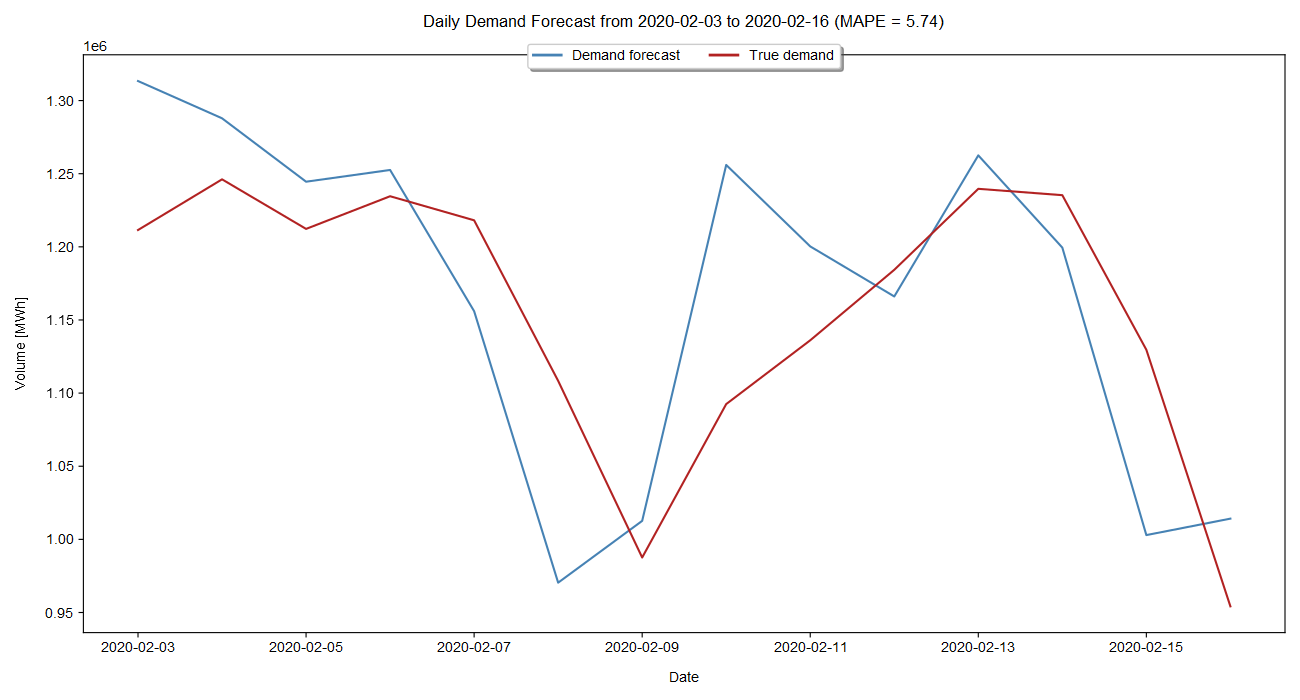 Daily Demand Forecast from 2020-02-03 to 2020-02-16 (MAPE = 5.74)
1e6
Demand forecast
True demand
1.30
1.25
1.20
1.15
1.10
1.05
1.00
0.95
Volume [MWh]
2020-02-03
2020-02-05
2020-02-07
2020-02-09
2020-02-11
2020-02-13
2020-02-15
Date